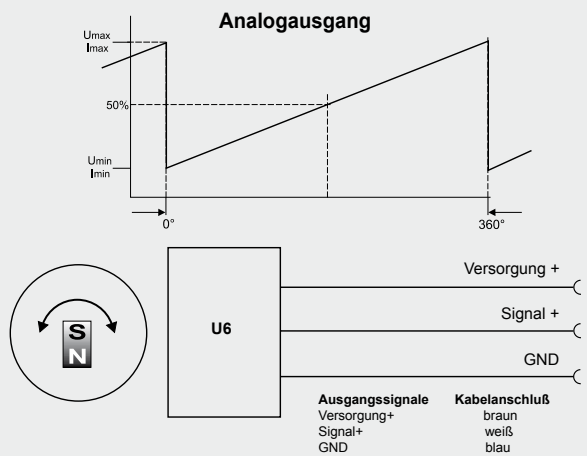 Analogausgang
Umax
Imax
50%
Umin
Imin
0°
360°
Versorgung +
S
N
U6
Signal +
GND
Ausgangssignale Kabelanschluß
Versorgung+ braun
Signal+ weiß
GND blau